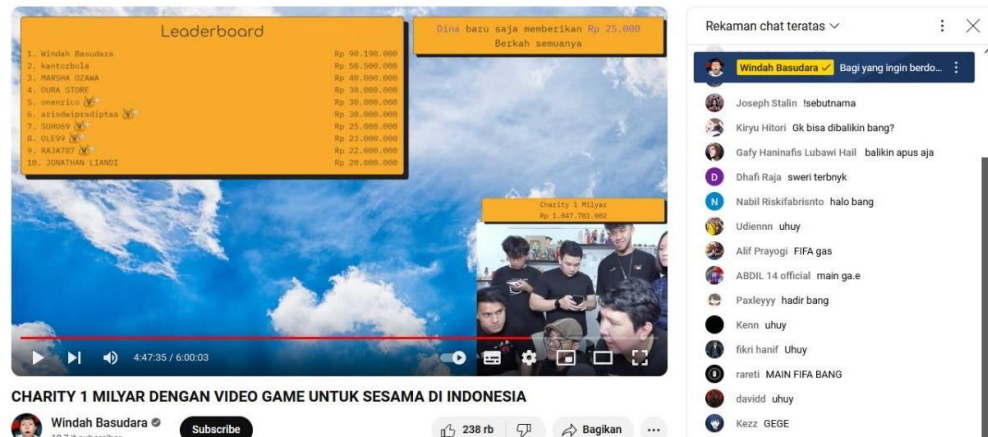 Leaderboard
1. Windah Basudara Rp 90.190.000
2. kantorbola Rp 50.500.000
3. MARSHA OZAWA Rp 40.000.000
4. OURA STORE Rp 30.000.000
5. onenrico Rp 30.000.000
6. arisdwipradiptaa Rp 30.000.000
7. SUHU69 Rp 25.000.000
8. OLE99 Rp 23.000.000
9. RAJA787 Rp 22.000.000
10. JONATHAN LIANDI Rp 20.000.000
Dina baru saja memberikan Rp 25.000
Berkah semuanya
Charity 1 Milyar
Rp 1.047.781.002
4:47:35 / 6:00:03
CHARITY 1 MILYAR DENGAN VIDEO GAME UNTUK SESAMA DI INDONESIA
Windah Basudara
Subscribe
238 rb
Bagikan
Rekaman chat teratas
Windah Basudara Bagi yang ingin berdo...
Joseph Stalin !sebutnama
Kiryu Hitori Gk bisa dibalikin bang?
Gafy Haninafis Lubawi Hail balikin apus aja
D Dhafi Raja sweri terbnyk
N Nabil Riskifabrisnto halo bang
Udiennn uhuy
Alif Prayogi FIFA gas
ABDIL 14 official main ga.e
Paxleyyy hadir bang
Kenn uhuy
fikri hanif Uhuy
rareti MAIN FIFA BANG
davidd uhuy
Kezz GEGE